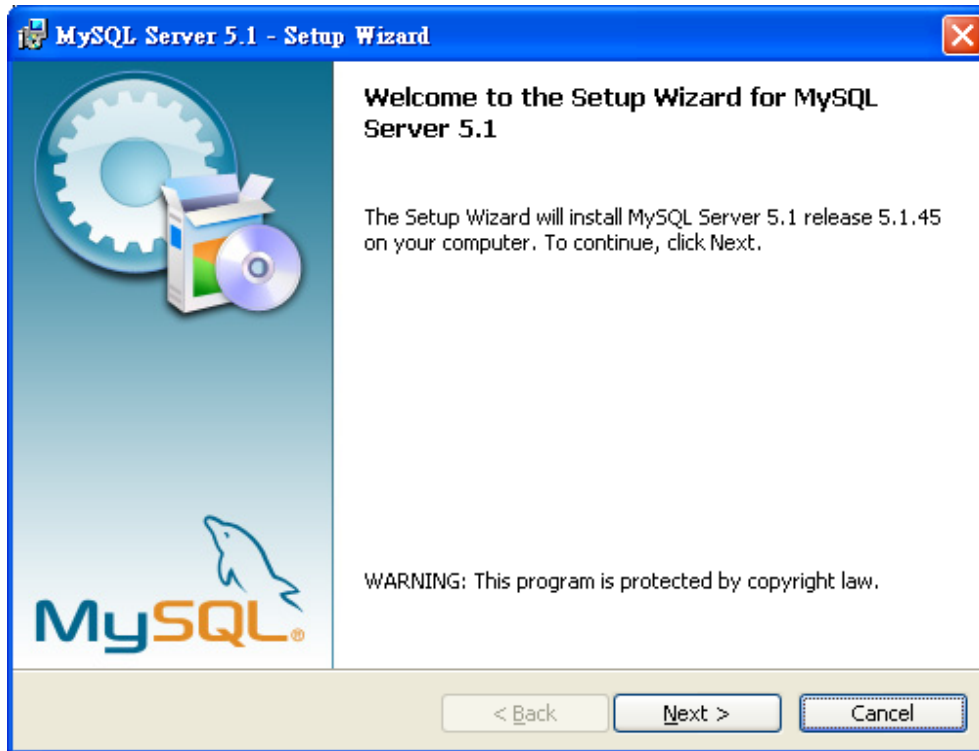 MySQL Server 5.1 - Setup Wizard
Welcome to the Setup Wizard for MySQL
Server 5.1
The Setup Wizard will install MySQL Server 5.1 release 5.1.45
on your computer. To continue, click Next.
WARNING: This program is protected by copyright law.
MySQL®
< Back
Next >
Cancel